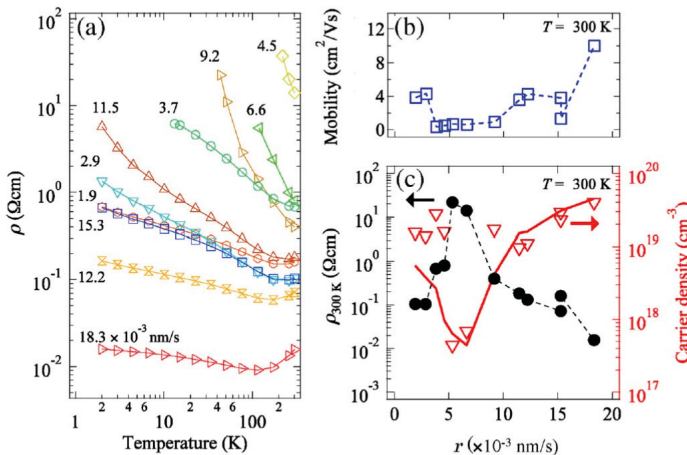 (a)
4.5
9.2
11.5
3.7
6.6
2.9
1.9
15.3
12.2
18.3 × 10⁻³ nm/s
10²
10¹
10⁰
10⁻¹
10⁻²
ρ (Ωcm)
2 4 6 2 4 6 2
1 10 100
Temperature (K)
(b)
T = 300 K
12
8
4
0
Mobility (cm²/Vs)
(c)
T = 300 K
10²
10¹
10⁰
10⁻¹
10⁻²
10⁻³
ρ₃₀₀ K (Ωcm)
10²⁰
10¹⁹
10¹⁸
10¹⁷
Carrier density (cm⁻³)
0 5 10 15 20
r (×10⁻³ nm/s)